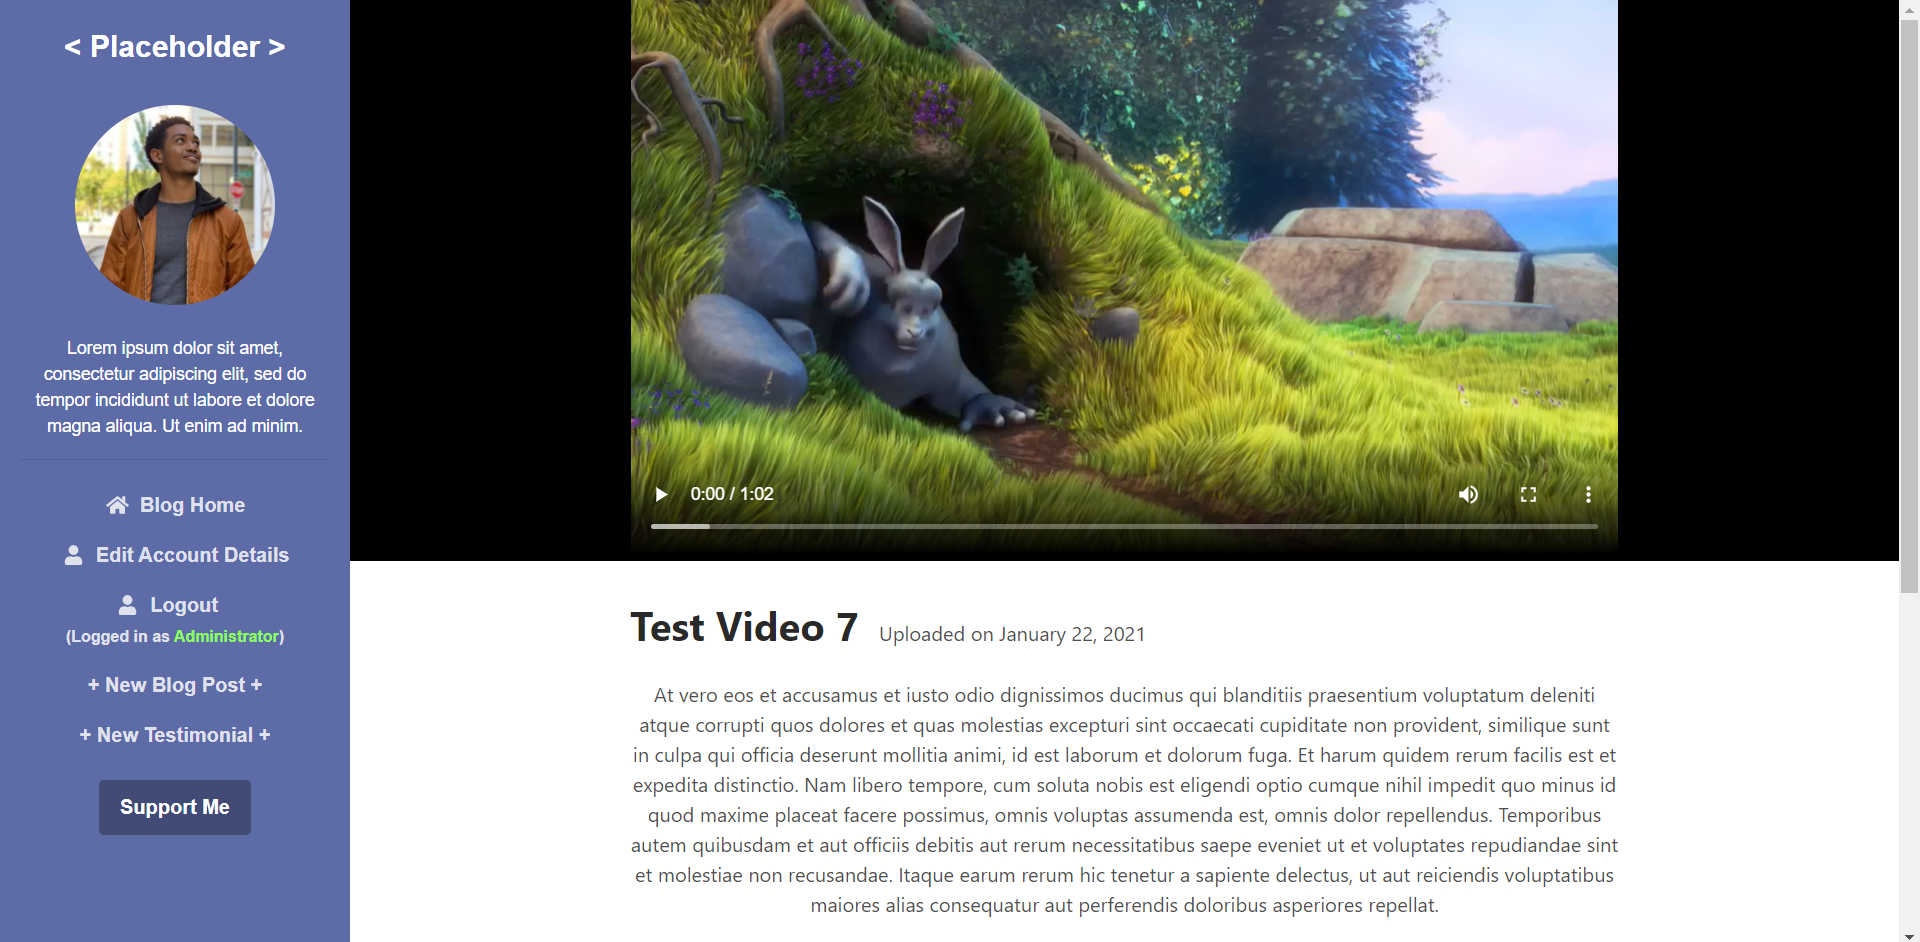 < Placeholder >
Lorem ipsum dolor sit amet,
consectetur adipiscing elit, sed do
tempor incididunt ut labore et dolore
magna aliqua. Ut enim ad minim.
Blog Home
Edit Account Details
Logout
(Logged in as Administrator)
+ New Blog Post +
+ New Testimonial +
Support Me
0:00 / 1:02
Test Video 7 Uploaded on January 22, 2021
At vero eos et accusamus et iusto odio dignissimos ducimus qui blanditiis praesentium voluptatum deleniti
atque corrupti quos dolores et quas molestias excepturi sint occaecati cupiditate non provident, similique sunt
in culpa qui officia deserunt mollitia animi, id est laborum et dolorum fuga. Et harum quidem rerum facilis est et
expedita distinctio. Nam libero tempore, cum soluta nobis est eligendi optio cumque nihil impedit quo minus id
quod maxime placeat facere possimus, omnis voluptas assumenda est, omnis dolor repellendus. Temporibus
autem quibusdam et aut officiis debitis aut rerum necessitatibus saepe eveniet ut et voluptates repudiandae sint
et molestiae non recusandae. Itaque earum rerum hic tenetur a sapiente delectus, ut aut reiciendis voluptatibus
maiores alias consequatur aut perferendis doloribus asperiores repellat.